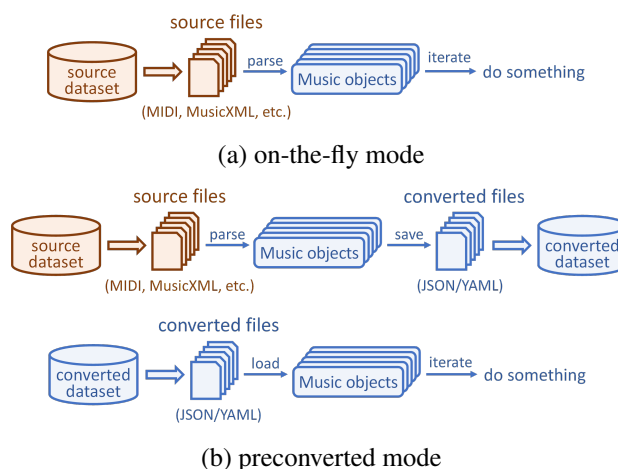 source files
source
dataset
parse
Music objects
iterate
do something
(MIDI, MusicXML, etc.)
(a) on-the-fly mode
source files
converted files
source
dataset
parse
Music objects
save
converted
dataset
(MIDI, MusicXML, etc.)
(JSON/YAML)
converted files
converted
dataset
load
Music objects
iterate
do something
(JSON/YAML)
(b) preconverted mode